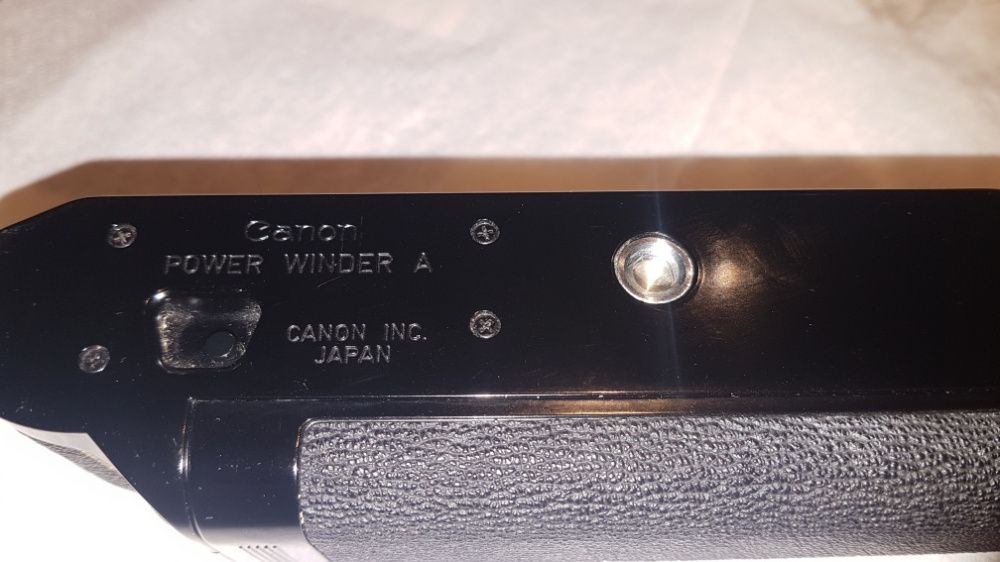 Canon
POWER WINDER A
CANON INC.
JAPAN